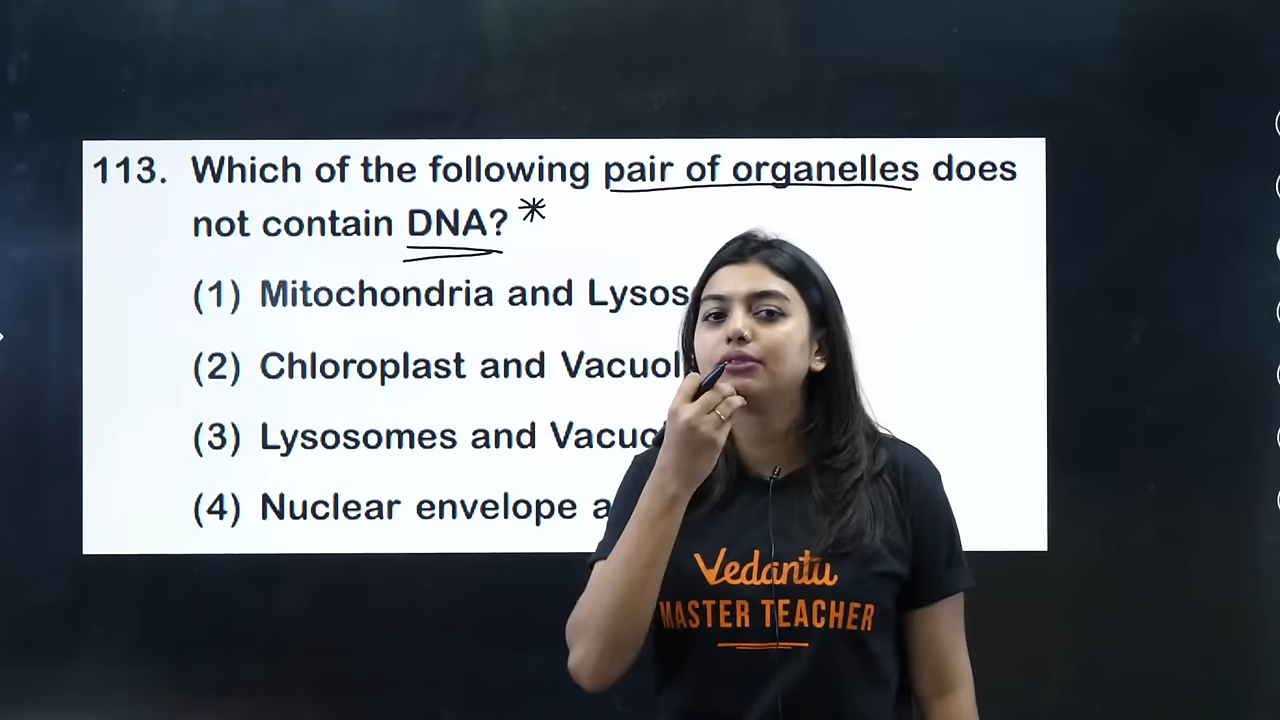 113. Which of the following pair of organelles does
not contain DNA? *
(1) Mitochondria and
(2) Chloroplast and
(3) Lysosomes and
(4) Nuclear envelope
Vedantu
MASTER TEACHER